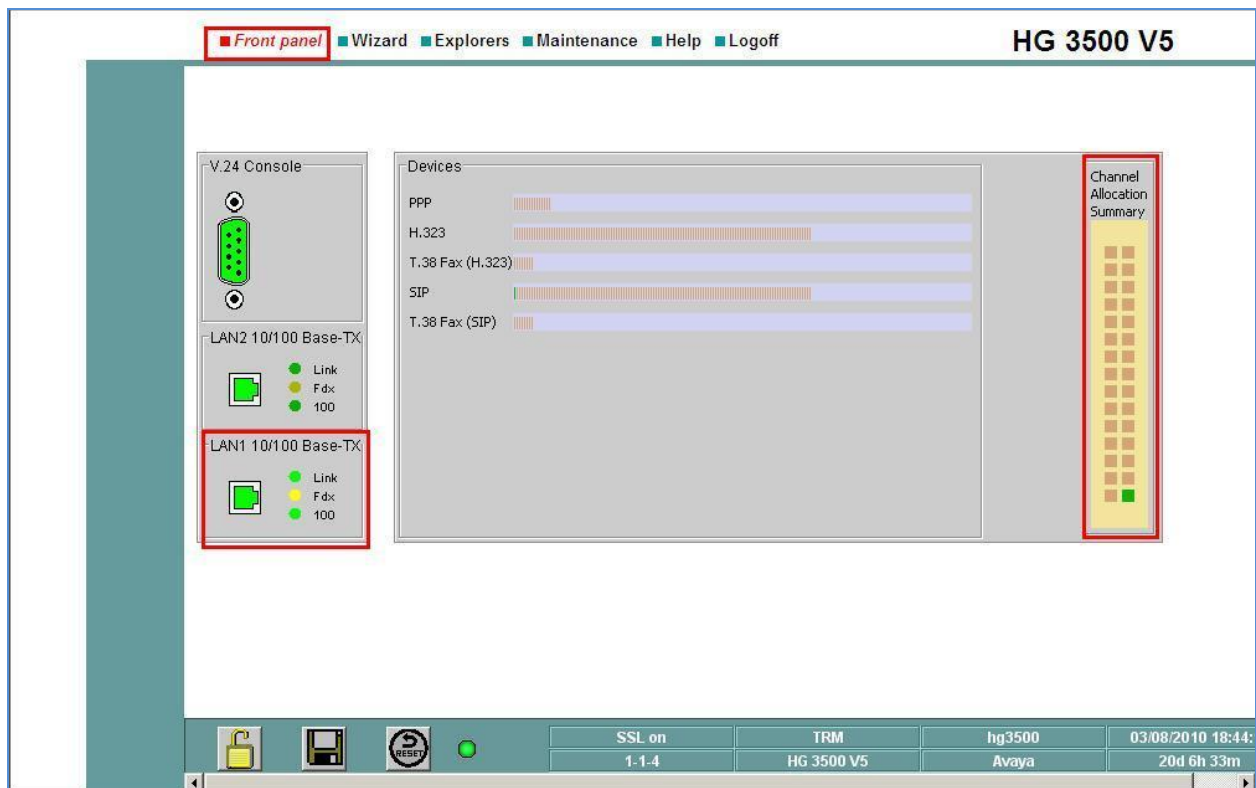 Front panel Wizard Explorers Maintenance Help Logoff HG 3500 V5
V.24 Console
LAN2 10/100 Base-TX
Link
Fdx
100
LAN1 10/100 Base-TX
Link
Fdx
100
Devices
PPP
H.323
T.38 Fax (H.323)
SIP
T.38 Fax (SIP)
Channel
Allocation
Summary
RESET
SSL on TRM hg3500 03/08/2010 18:44:
1-1-4 HG 3500 V5 Avaya 20d 6h 33m